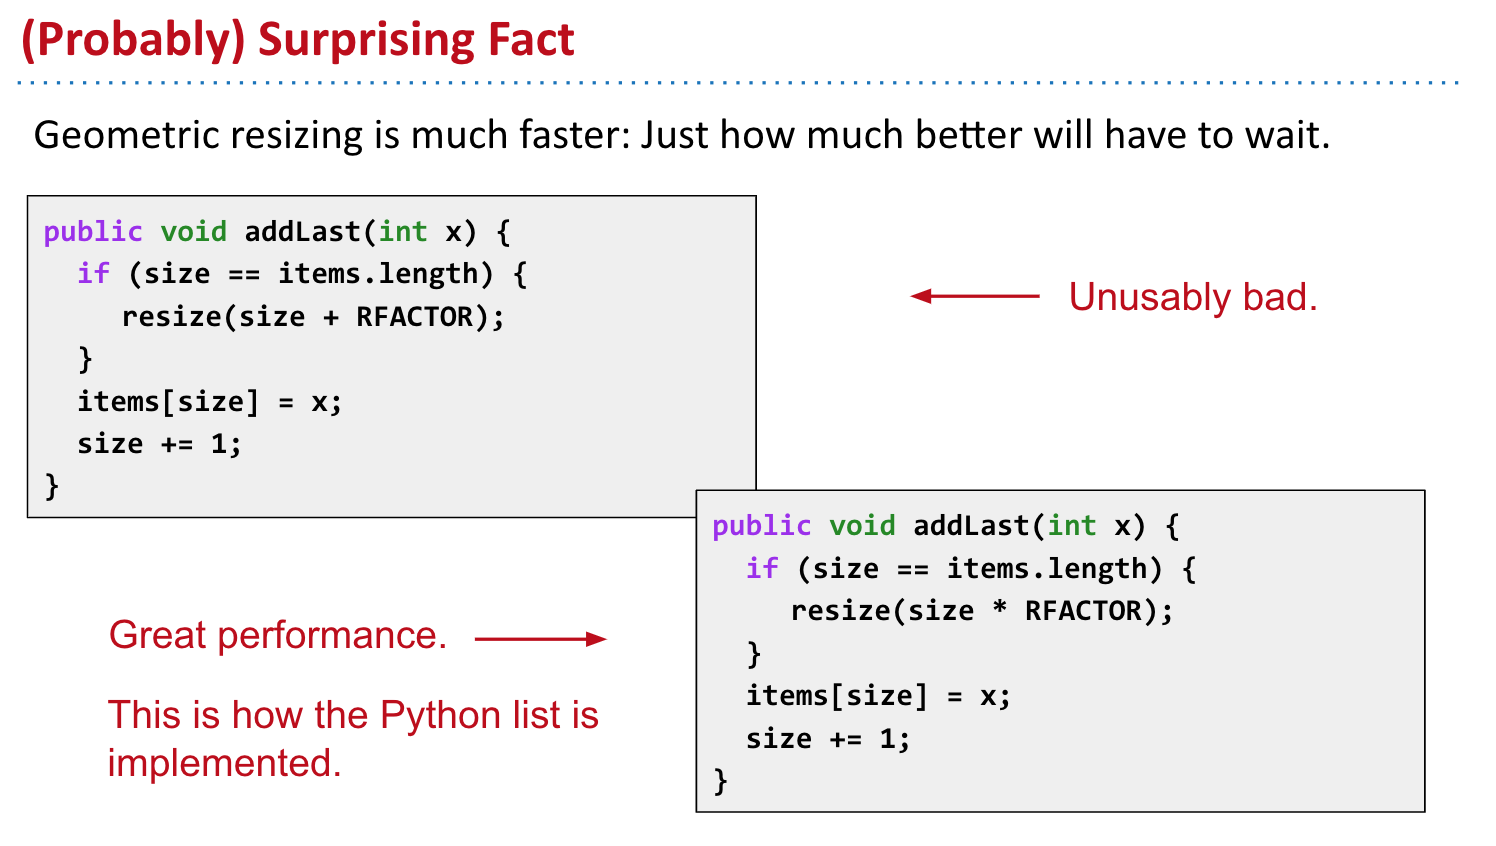 (Probably) Surprising Fact
Geometric resizing is much faster: Just how much better will have to wait.
public void addLast(int x) {
  if (size == items.length) {
    resize(size + RFACTOR);
  }
  items[size] = x;
  size += 1;
}
Unusably bad.
Great performance.
This is how the Python list is
implemented.
public void addLast(int x) {
  if (size == items.length) {
    resize(size * RFACTOR);
  }
  items[size] = x;
  size += 1;
}